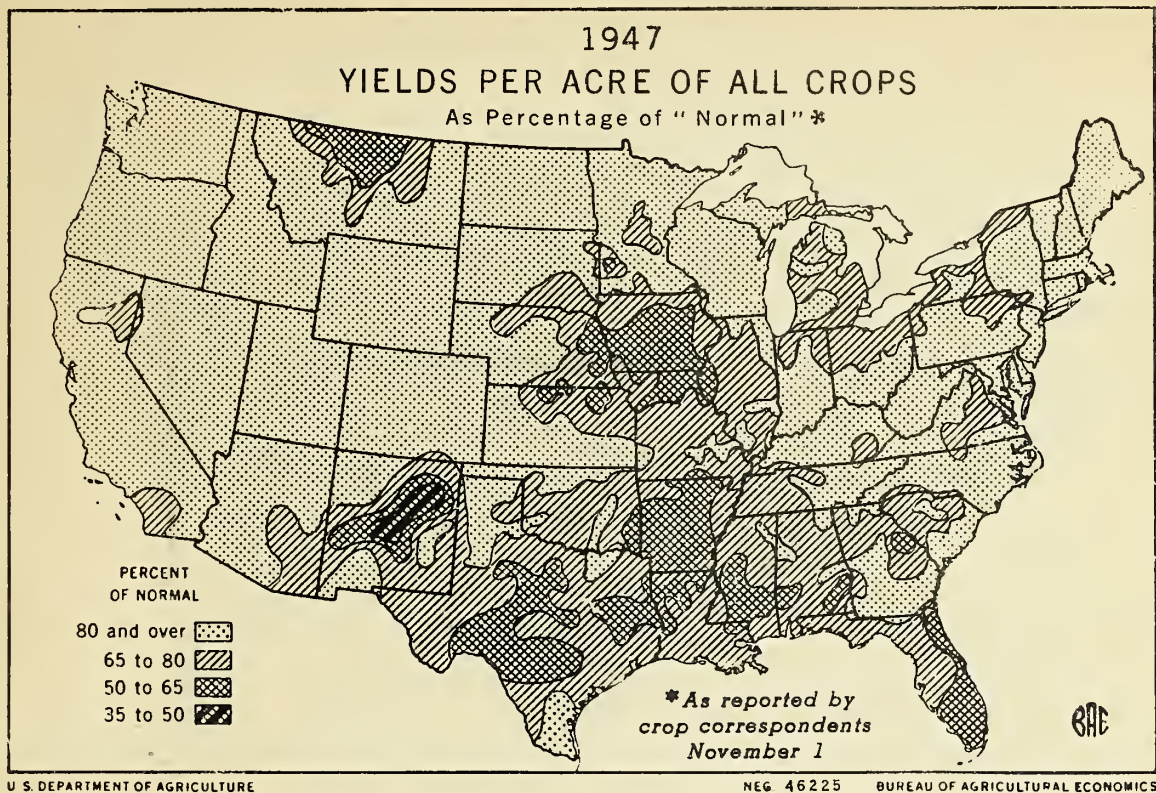 1947
YIELDS PER ACRE OF ALL CROPS
As Percentage of "Normal"*
PERCENT
OF NORMAL
80 and over
65 to 80
50 to 65
35 to 50
*As reported by
crop correspondents
November 1
BAE
U. S. DEPARTMENT OF AGRICULTURE NEG. 46225 BUREAU OF AGRICULTURAL ECONOMICS